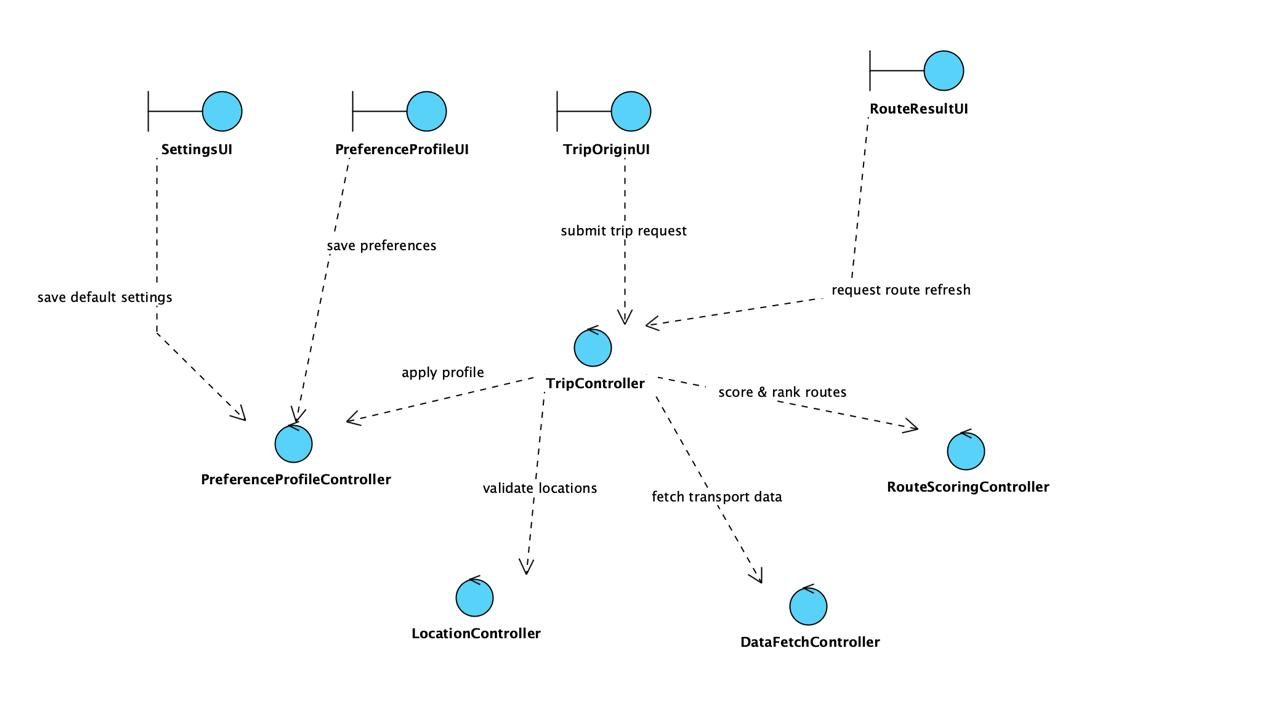 RouteResultUI
SettingsUI
PreferenceProfileUI
TripOriginUI
submit trip request
save preferences
request route refresh
save default settings
apply profile
TripController
score & rank routes
PreferenceProfileController
RouteScoringController
validate locations
fetch transport data
LocationController
DataFetchController